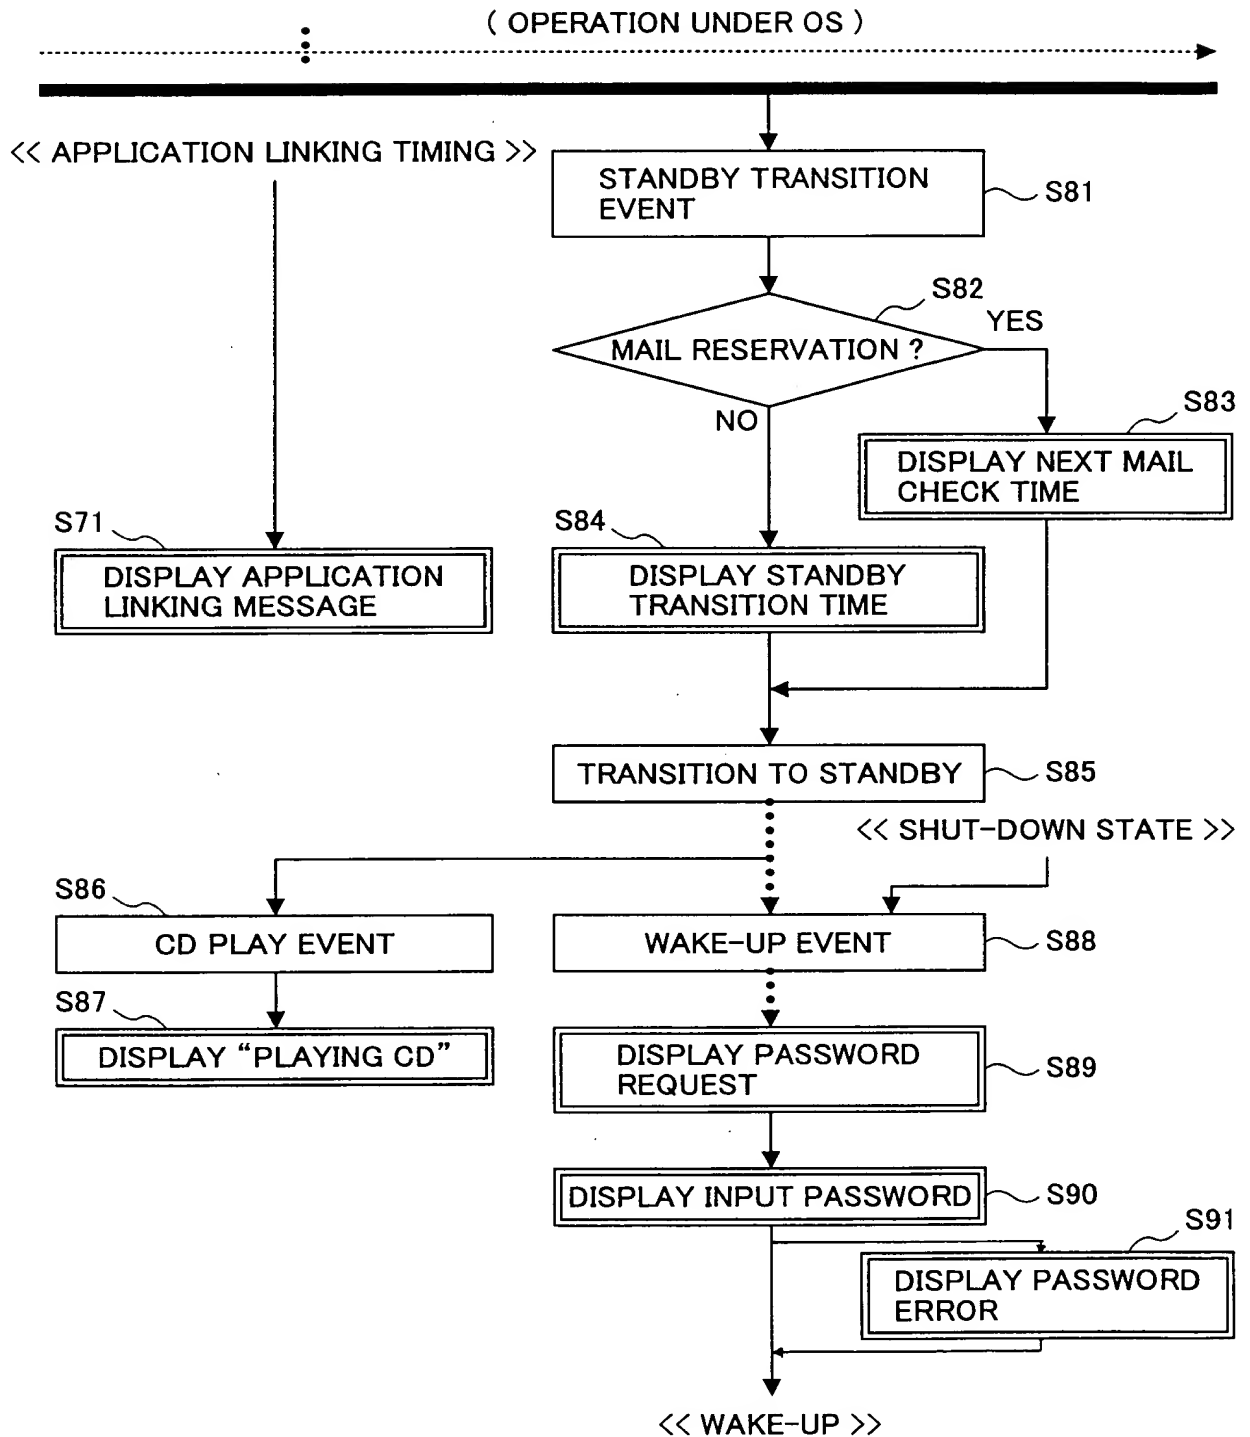 ( OPERATION UNDER OS )
<< APPLICATION LINKING TIMING >>
STANDBY TRANSITION
EVENT
S81
S82
MAIL RESERVATION ?
YES
NO
S83
DISPLAY NEXT MAIL
CHECK TIME
S71
DISPLAY APPLICATION
LINKING MESSAGE
S84
DISPLAY STANDBY
TRANSITION TIME
TRANSITION TO STANDBY
S85
<< SHUT-DOWN STATE >>
S86
CD PLAY EVENT
WAKE-UP EVENT
S88
S87
DISPLAY “PLAYING CD”
DISPLAY PASSWORD
REQUEST
S89
DISPLAY INPUT PASSWORD
S90
S91
DISPLAY PASSWORD
ERROR
<< WAKE-UP >>